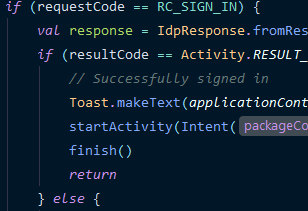 if (requestCode == RC_SIGN_IN) {
val response = IdpResponse.fromRes
if (resultCode == Activity.RESULT_
// Successfully signed in
Toast.makeText(applicationCont
startActivity(Intent(packageCo
finish()
return
} else {